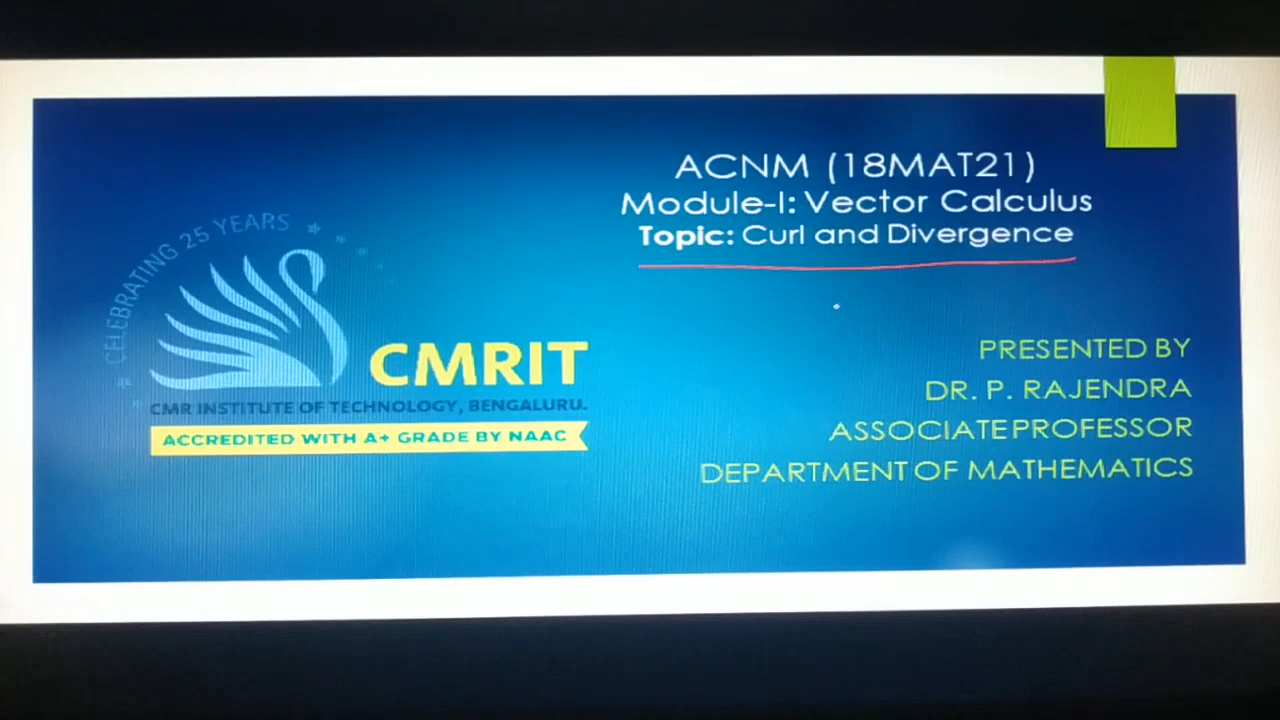 ACNM (18MAT21)
Module-I: Vector Calculus
Topic: Curl and Divergence
CELEBRATING 25 YEARS
CMRIT
CMR INSTITUTE OF TECHNOLOGY, BENGALURU.
ACCREDITED WITH A+ GRADE BY NAAC
PRESENTED BY
DR. P. RAJENDRA
ASSOCIATE PROFESSOR
DEPARTMENT OF MATHEMATICS